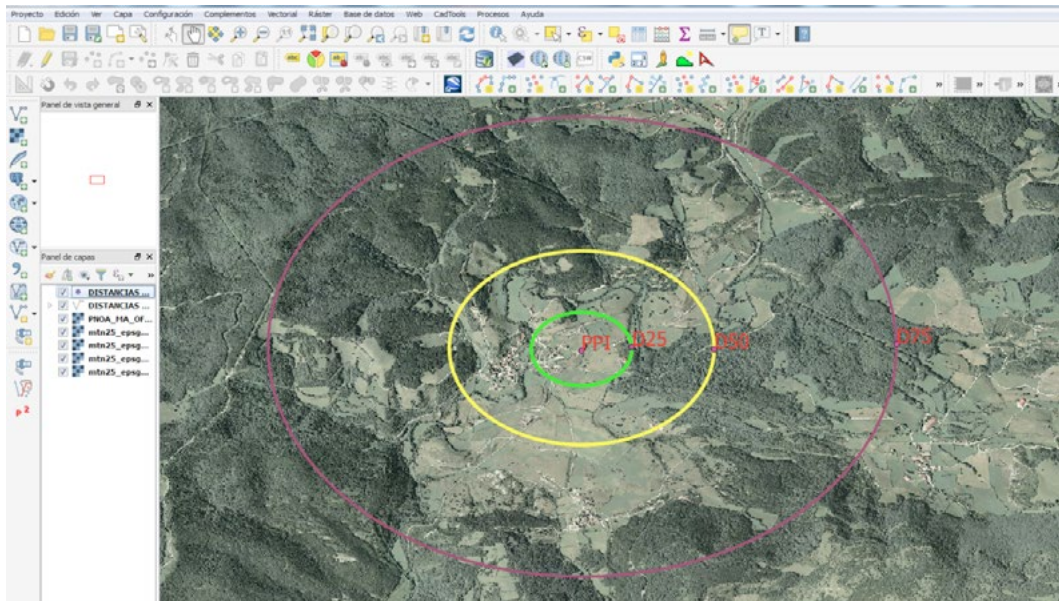 Proyecto Edición Ver Capa Configuración Complementos Vectorial Ráster Base de datos Web CadTools Procesos Ayuda
Panel de vista general
Panel de capas
DISTANCIAS ...
DISTANCIAS ...
PNOA_MA_OF...
mtn25_epsg...
mtn25_epsg...
mtn25_epsg...
mtn25_epsg...
PPI D25 D50 D75